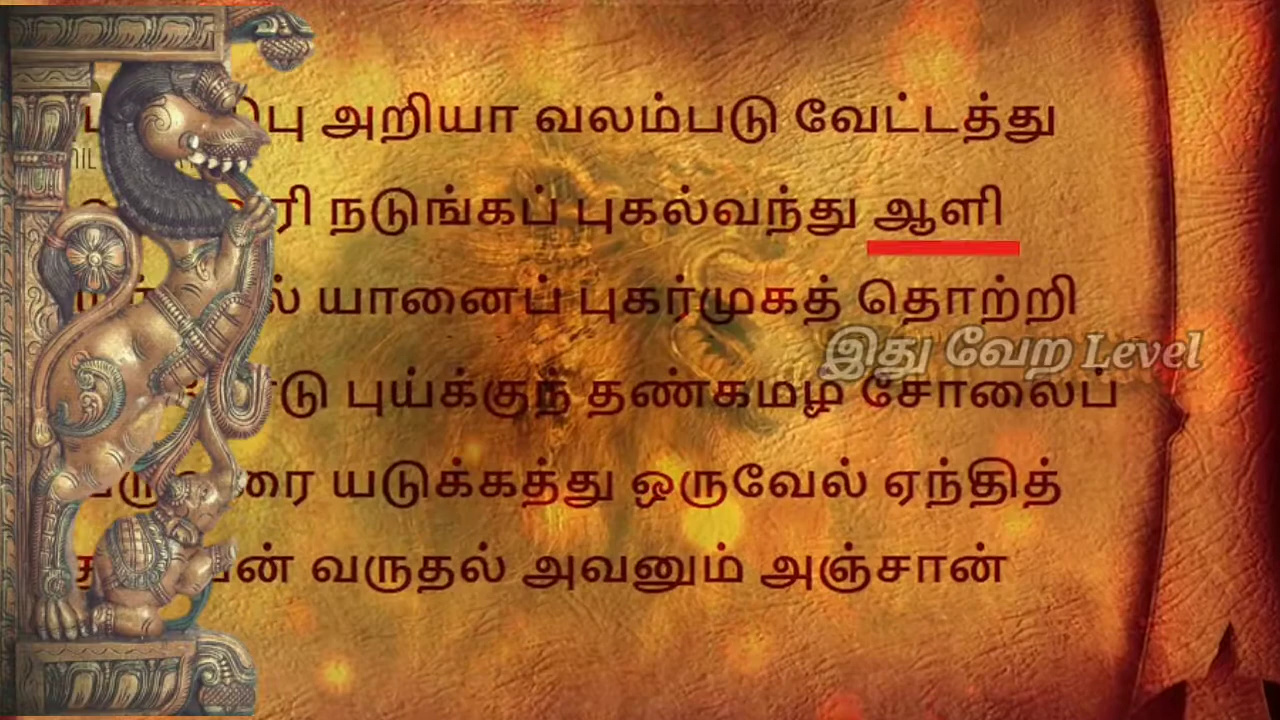 அறியா வலம்படு வேட்டத்து
நடுங்கப் புகல்வந்து ஆளி
யானைப் புகர்முகத் தொற்றி
இது வேற Level
புய்க்குந் தண்கமழ் சோலைப்
யடுக்கத்து ஒருவேல் ஏந்தித்
வருதல் அவனும் அஞ்சான்